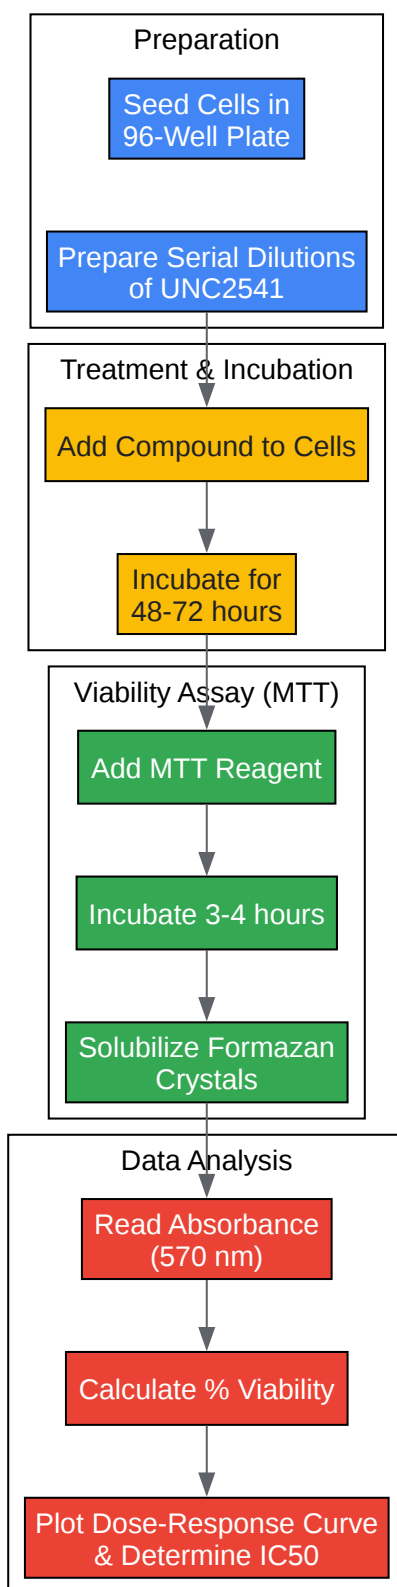 Preparation
Seed Cells in
96-Well Plate
Prepare Serial Dilutions
of UNC2541
Treatment & Incubation
Add Compound to Cells
Incubate for
48-72 hours
Viability Assay (MTT)
Add MTT Reagent
Incubate 3-4 hours
Solubilize Formazan
Crystals
Data Analysis
Read Absorbance
(570 nm)
Calculate % Viability
Plot Dose-Response Curve
& Determine IC50